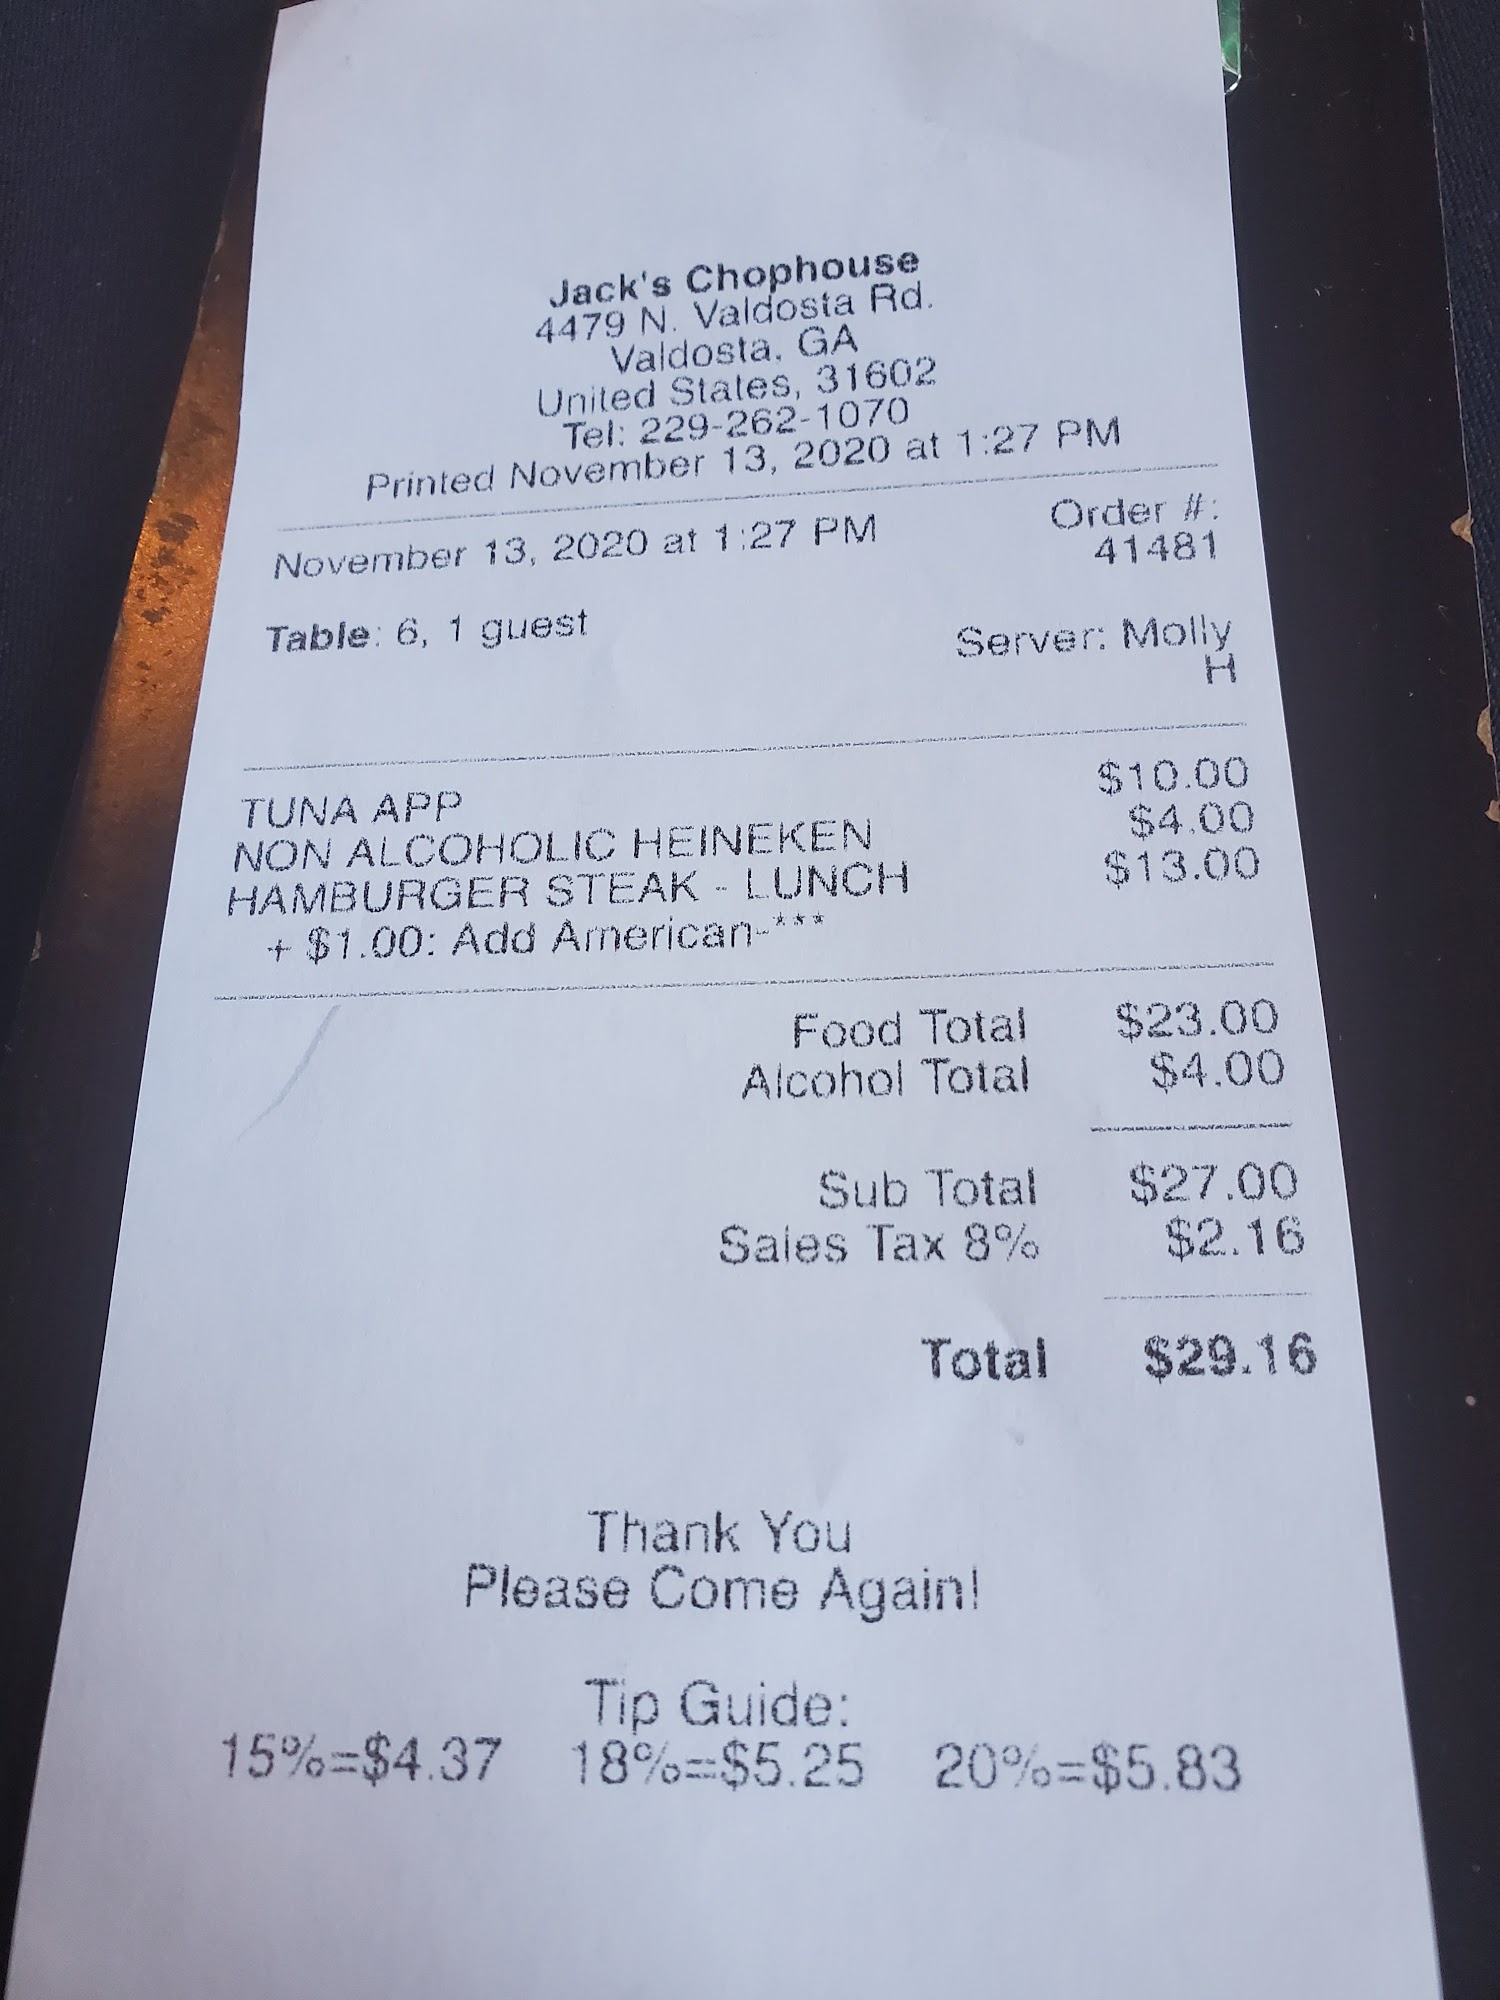 Jack's Chophouse
4479 N. Valdosta Rd.
Valdosta, GA
United States, 31602
Tel: 229-262-1070
Printed November 13, 2020 at 1:27 PM
November 13, 2020 at 1:27 PM Order #:
41481
Table: 6, 1 guest Server: Molly
H
TUNA APP $10.00
NON ALCOHOLIC HEINEKEN $4.00
HAMBURGER STEAK - LUNCH $13.00
+ $1.00: Add American-***
Food Total $23.00
Alcohol Total $4.00
Sub Total $27.00
Sales Tax 8% $2.16
Total $29.16
Thank You
Please Come Again!
Tip Guide:
15%=$4.37 18%=$5.25 20%=$5.83